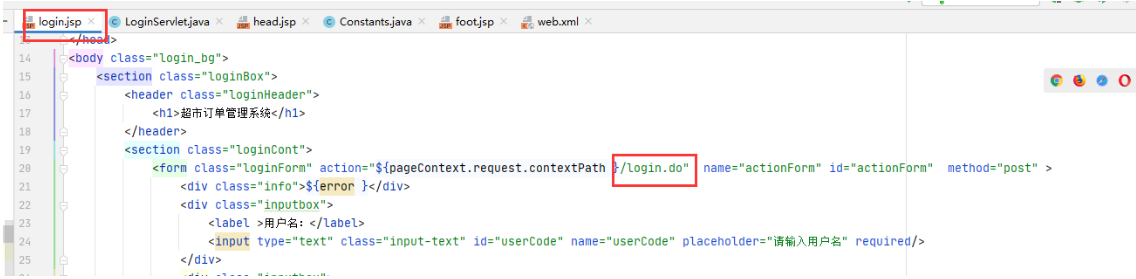 login.jsp × LoginServlet.java × head.jsp × Constants.java × foot.jsp × web.xml ×
13 </head>
14 <body class="login_bg">
15 <section class="loginBox">
16 <header class="loginHeader">
17 <h1>超市订单管理系统</h1>
18 </header>
19 <section class="loginCont">
20 <form class="loginForm" action="${pageContext.request.contextPath }/login.do" name="actionForm" id="actionForm" method="post" >
21 <div class="info">${error }</div>
22 <div class="inputbox">
23 <label >用户名：</label>
24 <input type="text" class="input-text" id="userCode" name="userCode" placeholder="请输入用户名" required/>
25 </div>
<div class="inputbox">